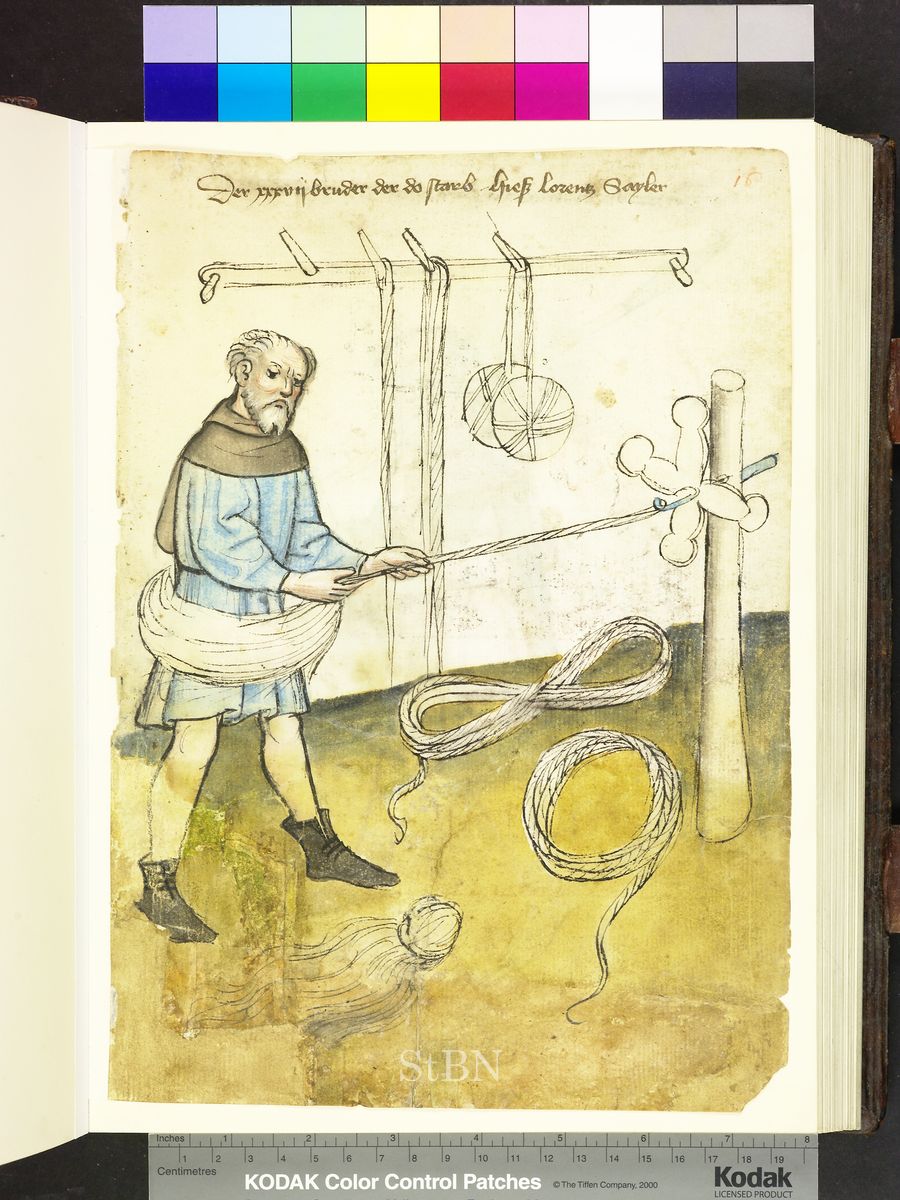 Der xxxvij bruder der do starb hieß lorentz Sayler
16
StBN
Inches 1 2 3 4 5 6 7 8
1 2 3 4 5 6 7 8 9 10 11 12 13 14 15 16 17 18 19
Centimetres
KODAK Color Control Patches ©The Tiffen Company, 2000 Kodak
LICENSED PRODUCT